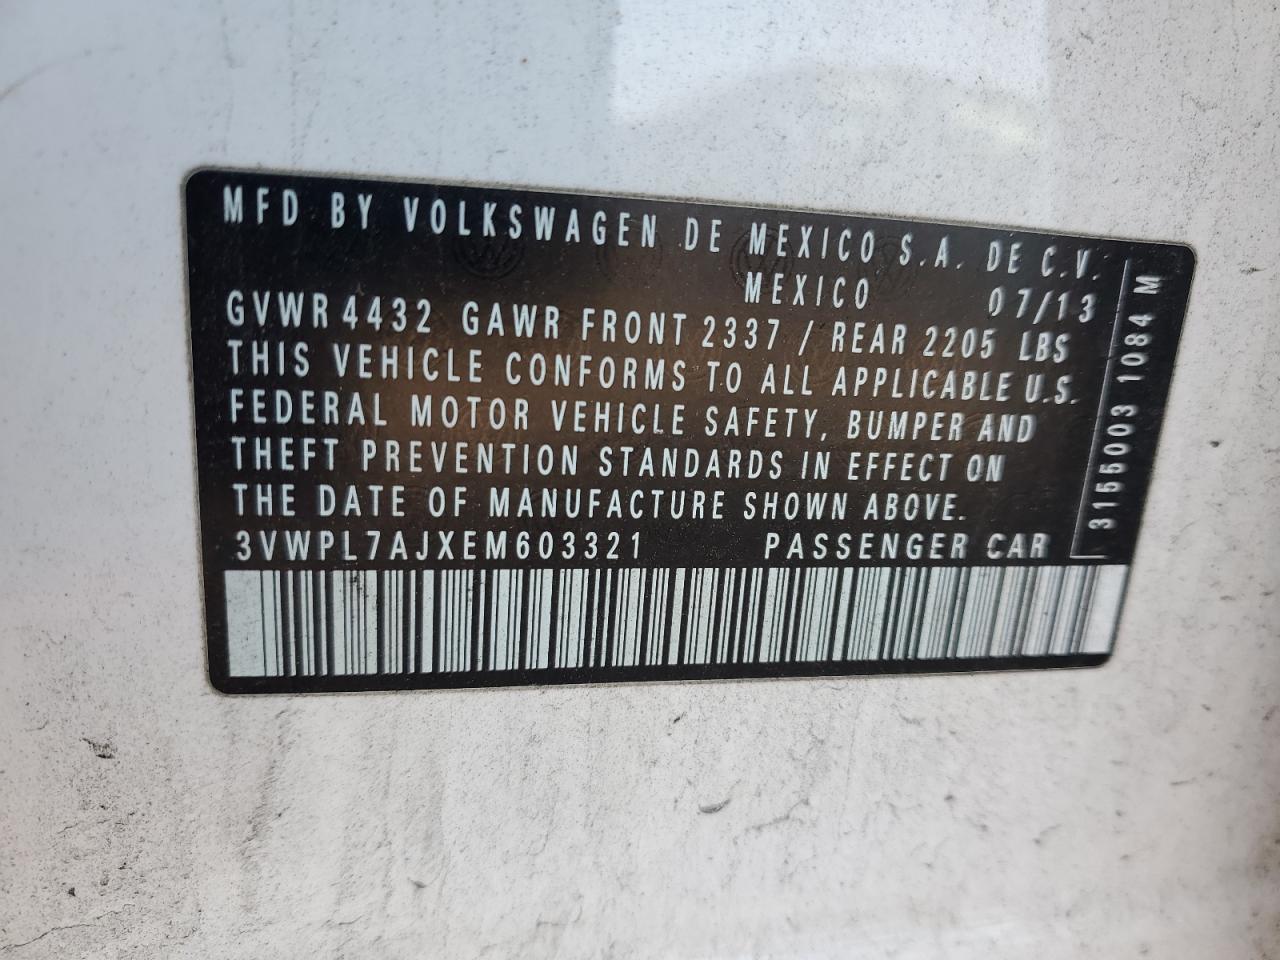 MFD BY VOLKSWAGEN DE MEXICO S.A. DE C.V.
MEXICO 07/13
GVWR 4432 GAWR FRONT 2337 / REAR 2205 LBS
THIS VEHICLE CONFORMS TO ALL APPLICABLE U.S.
FEDERAL MOTOR VEHICLE SAFETY, BUMPER AND
THEFT PREVENTION STANDARDS IN EFFECT ON
THE DATE OF MANUFACTURE SHOWN ABOVE.
3VWPL7AJXEM603321 PASSENGER CAR
3155003 1084 M